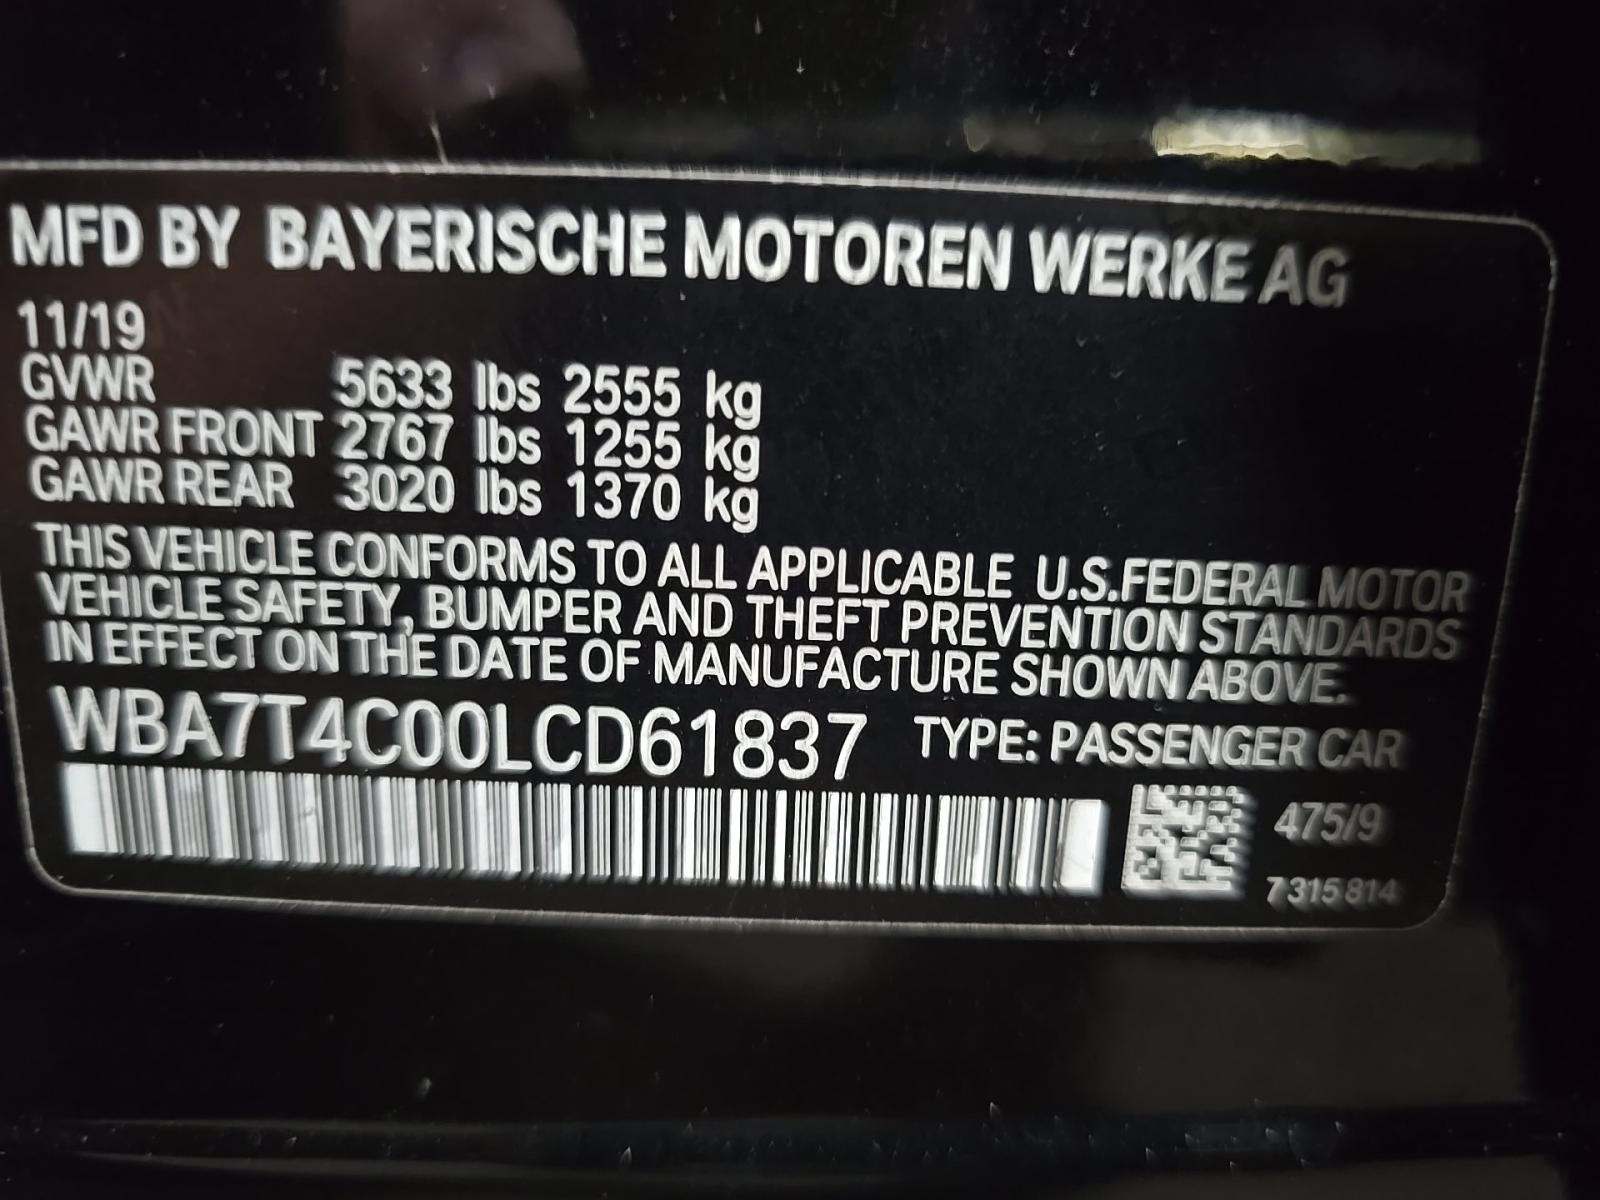 MFD BY BAYERISCHE MOTOREN WERKE AG
11/19
GVWR 5633 lbs 2555 kg
GAWR FRONT 2767 lbs 1255 kg
GAWR REAR 3020 lbs 1370 kg
THIS VEHICLE CONFORMS TO ALL APPLICABLE U.S.FEDERAL MOTOR
VEHICLE SAFETY, BUMPER AND THEFT PREVENTION STANDARDS
IN EFFECT ON THE DATE OF MANUFACTURE SHOWN ABOVE.
WBA7T4C00LCD61837 TYPE: PASSENGER CAR
475/9
7315814